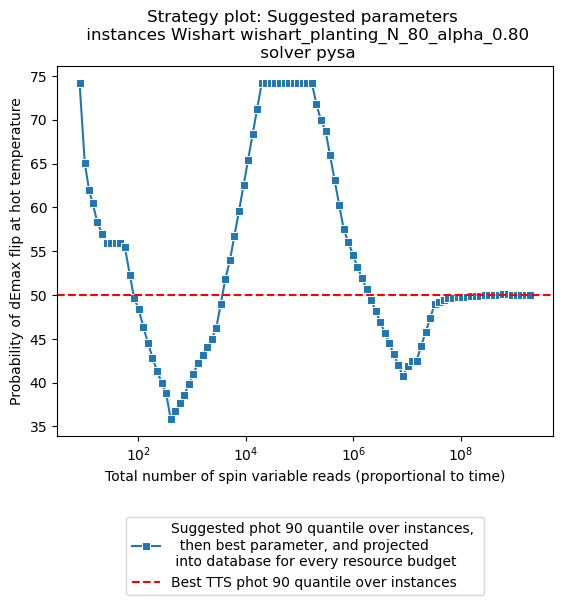 Strategy plot: Suggested parameters
instances Wishart wishart_planting_N_80_alpha_0.80
solver pysa
Probability of dEmax flip at hot temperature
75
70
65
60
55
50
45
40
35
10^2
10^4
10^6
10^8
Total number of spin variable reads (proportional to time)
Suggested phot 90 quantile over instances,
then best parameter, and projected
into database for every resource budget
Best TTS phot 90 quantile over instances